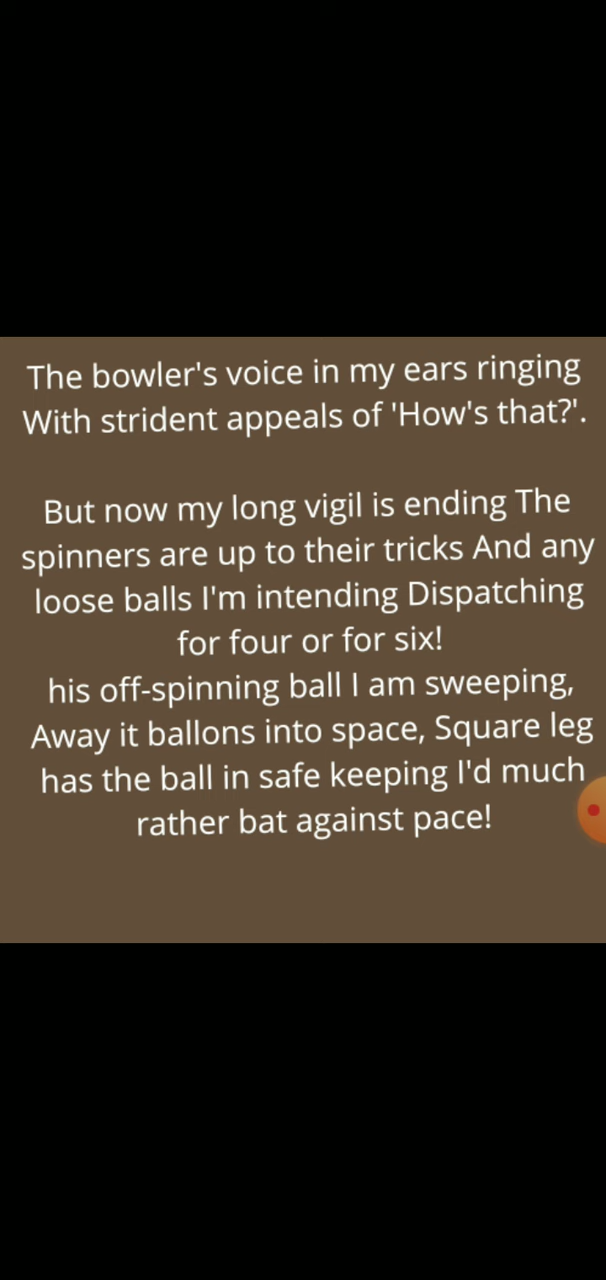 The bowler's voice in my ears ringing
With strident appeals of 'How's that?'.
But now my long vigil is ending The
spinners are up to their tricks And any
loose balls I'm intending Dispatching
for four or for six!
his off-spinning ball I am sweeping,
Away it ballons into space, Square leg
has the ball in safe keeping I'd much
rather bat against pace!